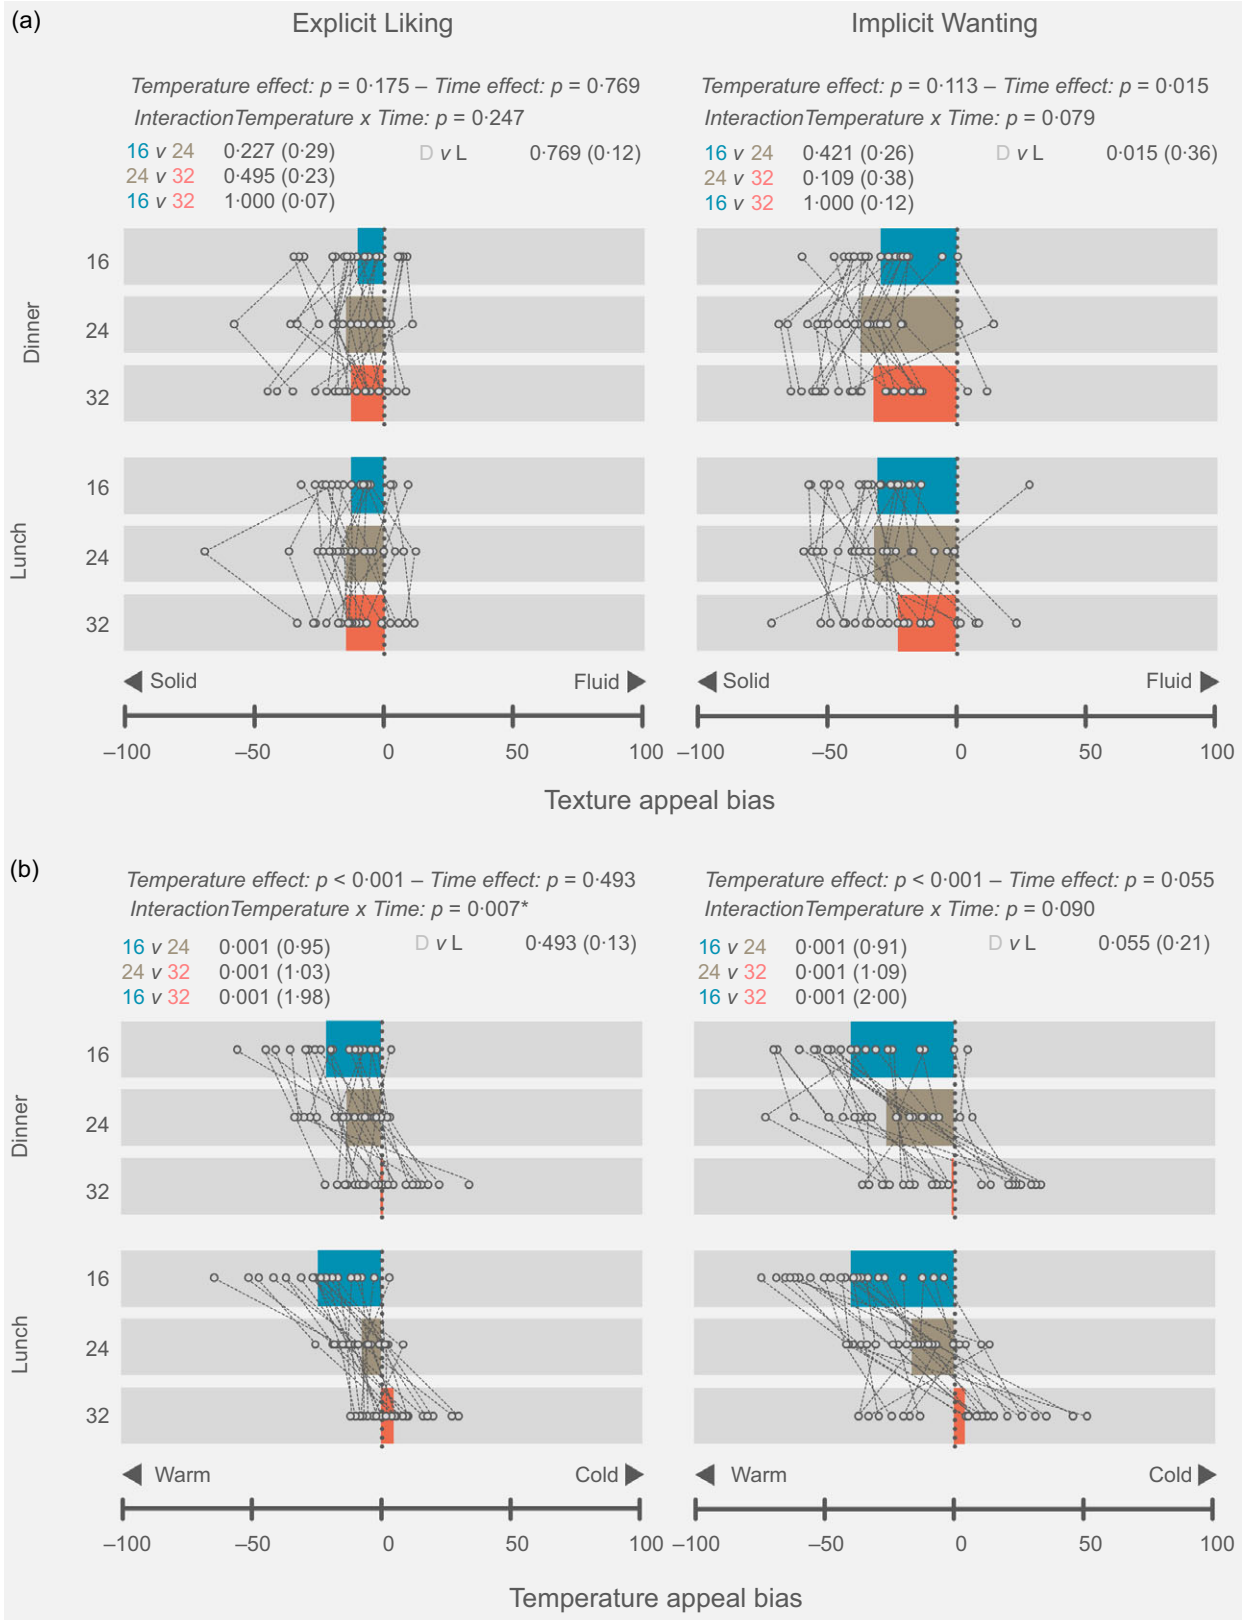 (a)
Explicit Liking
Implicit Wanting
Temperature effect: p = 0·175 – Time effect: p = 0·769
InteractionTemperature x Time: p = 0·247
16 v 24 0·227 (0·29) D v L 0·769 (0·12)
24 v 32 0·495 (0·23)
16 v 32 1·000 (0·07)
Temperature effect: p = 0·113 – Time effect: p = 0·015
InteractionTemperature x Time: p = 0·079
16 v 24 0·421 (0·26) D v L 0·015 (0·36)
24 v 32 0·109 (0·38)
16 v 32 1·000 (0·12)
Dinner
16
24
32
Lunch
16
24
32
Solid Fluid
Solid Fluid
–100 –50 0 50 100
–100 –50 0 50 100
Texture appeal bias
(b)
Temperature effect: p < 0·001 – Time effect: p = 0·493
InteractionTemperature x Time: p = 0·007*
16 v 24 0·001 (0·95) D v L 0·493 (0·13)
24 v 32 0·001 (1·03)
16 v 32 0·001 (1·98)
Temperature effect: p < 0·001 – Time effect: p = 0·055
InteractionTemperature x Time: p = 0·090
16 v 24 0·001 (0·91) D v L 0·055 (0·21)
24 v 32 0·001 (1·09)
16 v 32 0·001 (2·00)
Dinner
16
24
32
Lunch
16
24
32
Warm Cold
Warm Cold
–100 –50 0 50 100
–100 –50 0 50 100
Temperature appeal bias